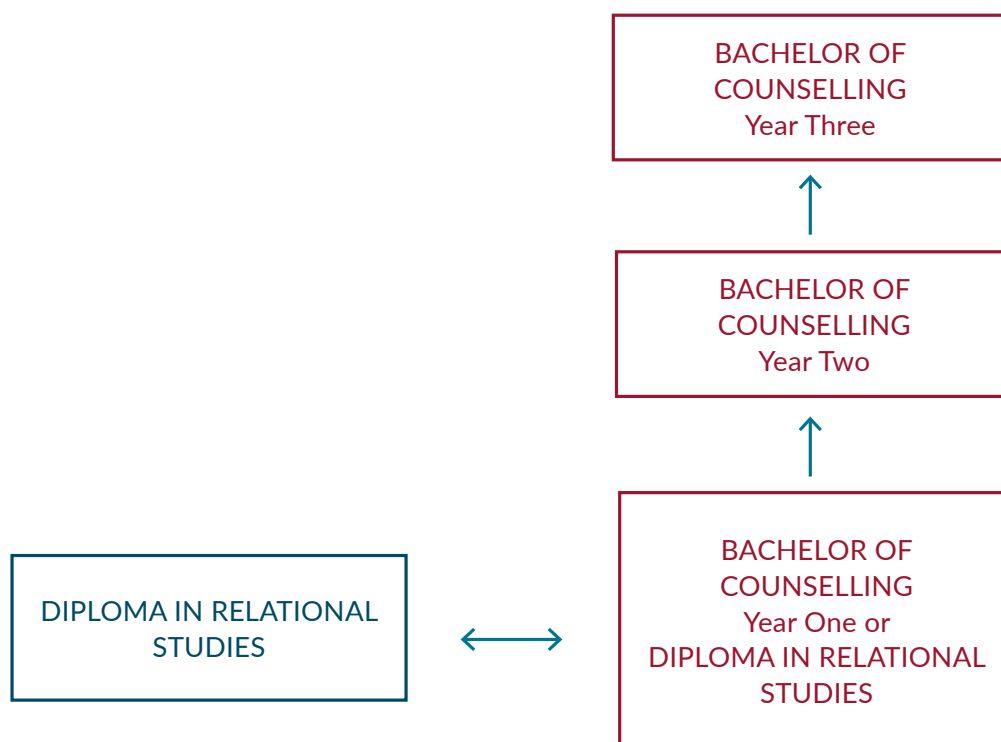 BACHELOR OF
COUNSELLING
Year Three
BACHELOR OF
COUNSELLING
Year Two
DIPLOMA IN RELATIONAL
STUDIES
BACHELOR OF
COUNSELLING
Year One or
DIPLOMA IN RELATIONAL
STUDIES